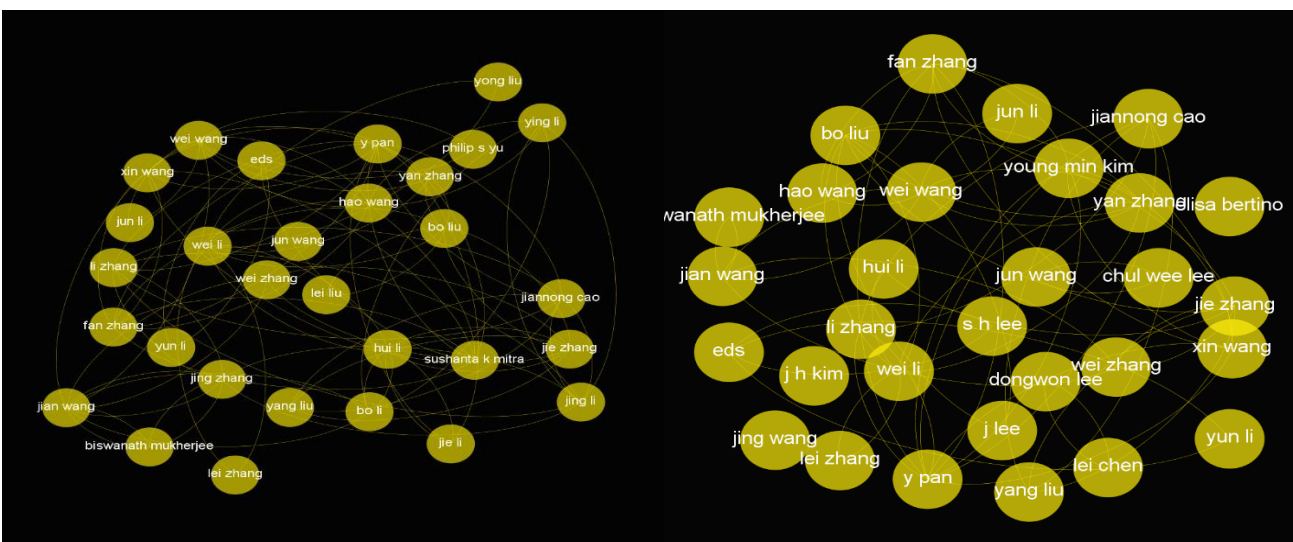 yong liu
ying li
wei wang
y pan
philip s yu
eds
xin wang
yan zhang
hao wang
jun li
bo liu
wei li
jun wang
li zhang
wei zhang
lei liu
jiannong cao
fan zhang
yun li
hui li
sushanta k mitra
jie zhang
jing zhang
jian wang
yang liu
bo li
jing li
biswanath mukherjee
jie li
lei zhang
fan zhang
jun li
jiannong cao
bo liu
young min kim
hao wang
wei wang
yan zhang
elisa bertino
wanath mukherjee
hui li
jian wang
jun wang
chul wee lee
jie zhang
li zhang
s h lee
xin wang
eds
j h kim
wei li
dongwon lee
wei zhang
jing wang
j lee
yun li
lei zhang
lei chen
y pan
yang liu